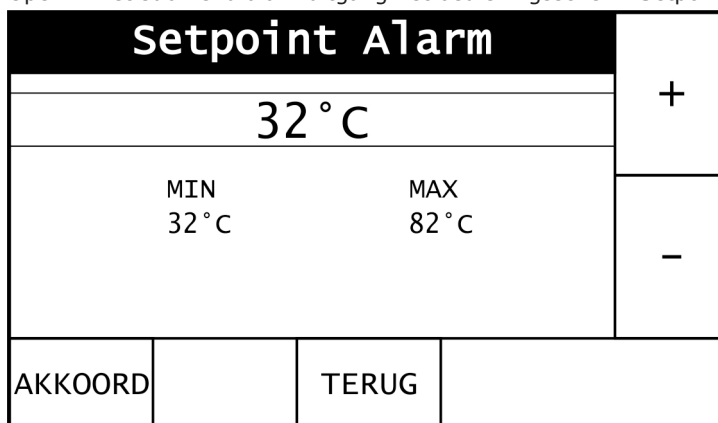 Setpoint Alarm
+
32°C
MIN MAX
32°C 82°C
-
AKKOORD TERUG